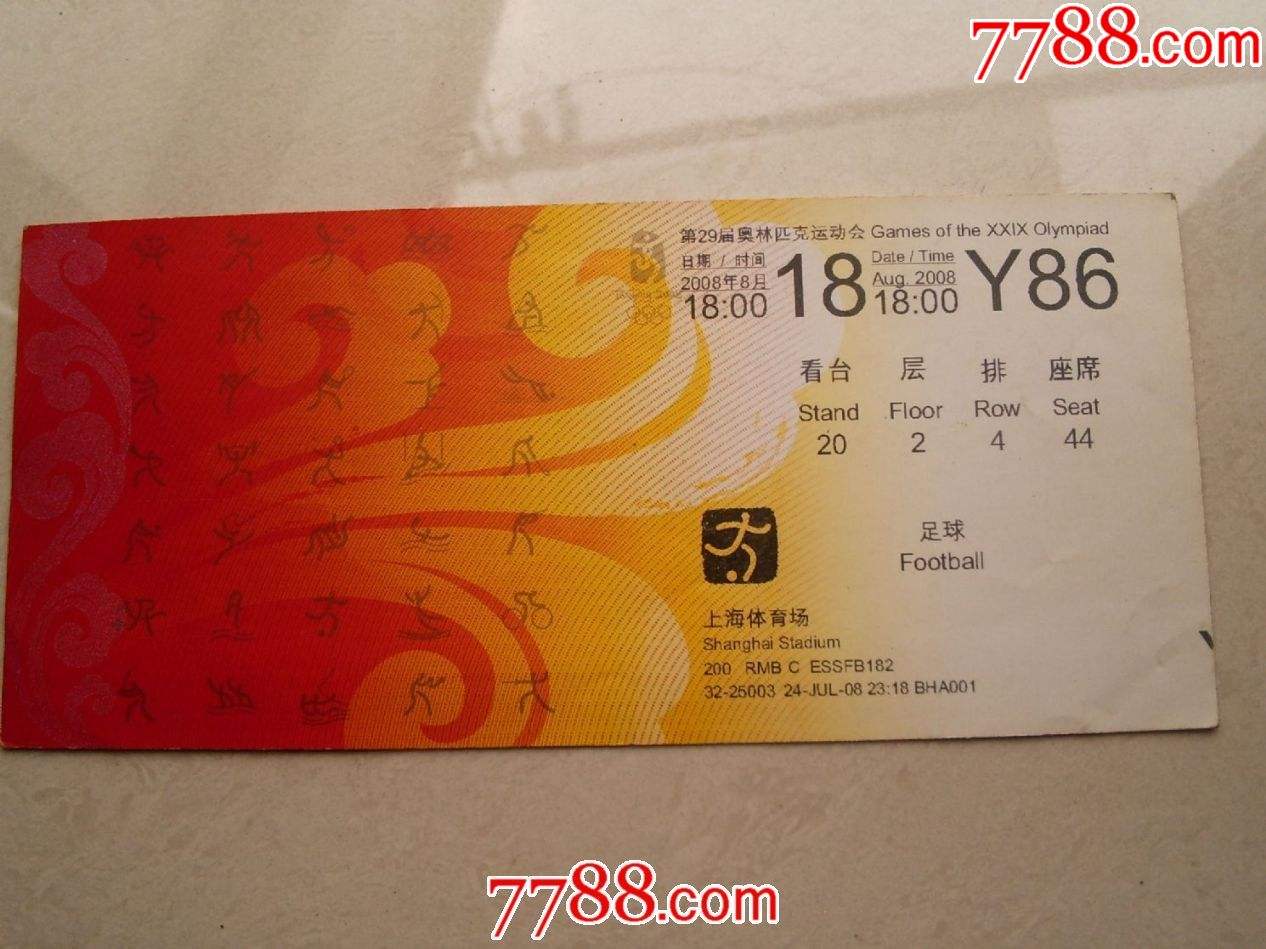 7788.com
第29届奥林匹克运动会 Games of the XXIX Olympiad
日期 / 时间
2008年8月
18:00
18
Date / Time
Aug. 2008
18:00
Y86
看台 层 排 座席
Stand Floor Row Seat
20 2 4 44
足球
Football
上海体育场
Shanghai Stadium
200 RMB C ESSFB182
32-25003 24-JUL-08 23:18 BHA001
7788.com